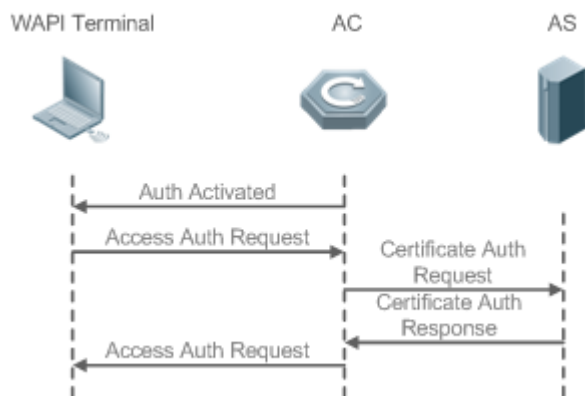 WAPI Terminal
AC
AS
Auth Activated
Access Auth Request
Certificate Auth
Request
Certificate Auth
Response
Access Auth Request